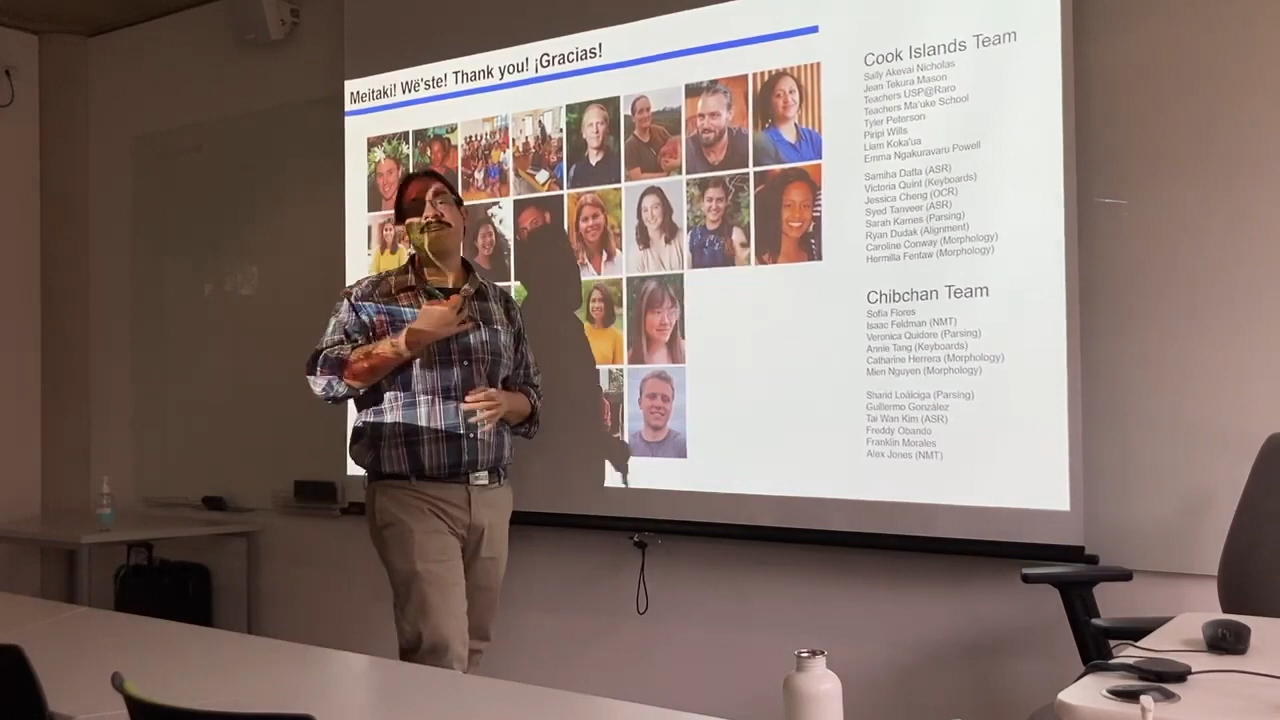 Meitaki! Wë'ste! Thank you! ¡Gracias!
Cook Islands Team
Sally Akevai Nicholas
Jean Tekura Mason
Teachers USP@Raro
Teachers Ma'uke School
Tyler Peterson
Piripi Wills
Liam Koka'ua
Emma Ngakuravaru Powell
Samiha Datta (ASR)
Victoria Quint (Keyboards)
Jessica Cheng (OCR)
Syed Tanveer (ASR)
Sarah Karnes (Parsing)
Ryan Dudak (Alignment)
Caroline Conway (Morphology)
Hermilla Fentaw (Morphology)
Chibchan Team
Sofía Flores
Isaac Feldman (NMT)
Veronica Quidore (Parsing)
Annie Tang (Keyboards)
Catharine Herrera (Morphology)
Mien Nguyen (Morphology)
Sharid Loáiciga (Parsing)
Guillermo González
Tai Wan Kim (ASR)
Freddy Obando
Franklin Morales
Alex Jones (NMT)